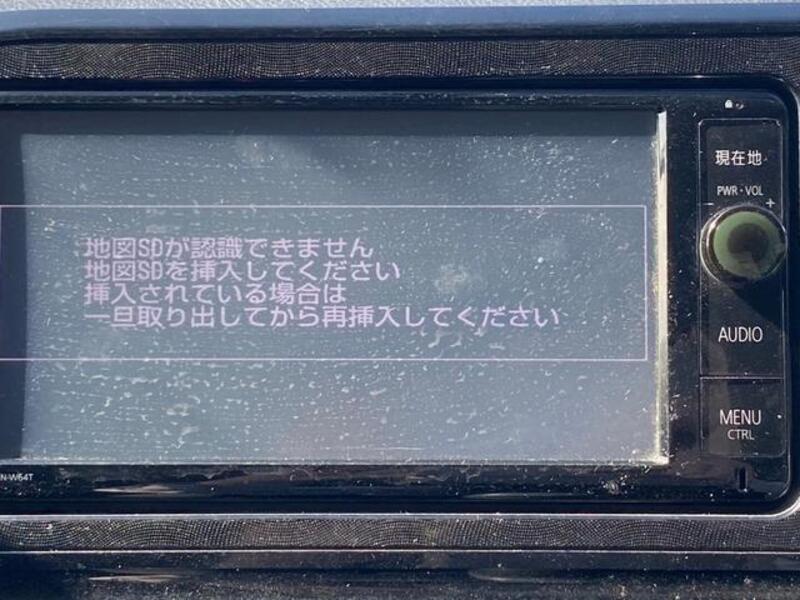 地図SDが認識できません
地図SDを挿入してください
挿入されている場合は
一旦取り出してから再挿入してください
現在地
PWR・VOL
+
AUDIO
MENU
CTRL
N-W64T